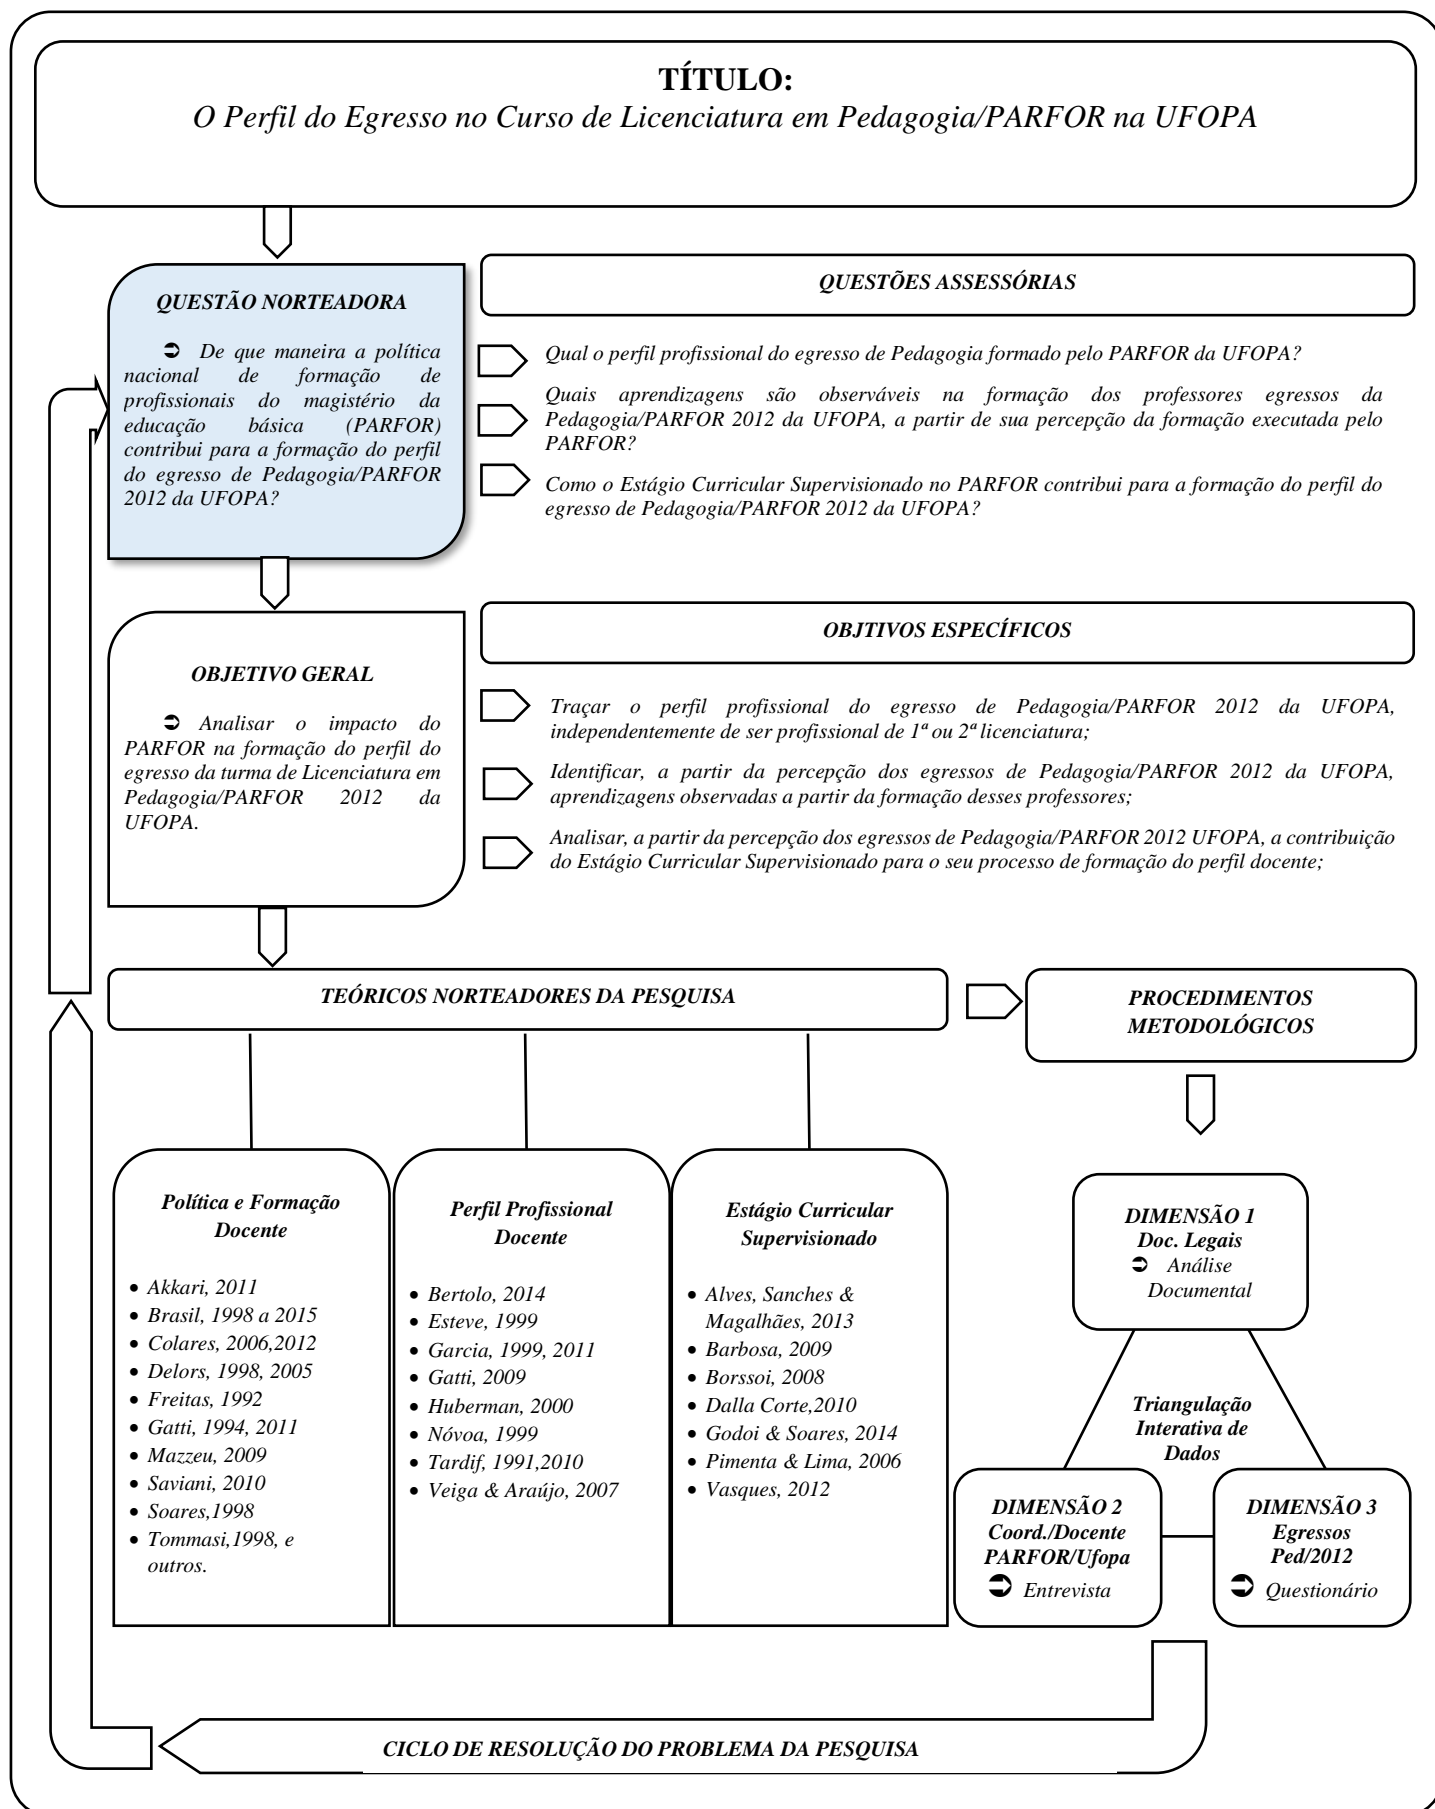 TÍTULO:
O Perfil do Egresso no Curso de Licenciatura em Pedagogia/PARFOR na UFOPA
QUESTÃO NORTEADORA
➲ De que maneira a política
nacional de formação de
profissionais do magistério da
educação básica (PARFOR)
contribui para a formação do perfil
do egresso de Pedagogia/PARFOR
2012 da UFOPA?
QUESTÕES ASSESSÓRIAS
Qual o perfil profissional do egresso de Pedagogia formado pelo PARFOR da UFOPA?
Quais aprendizagens são observáveis na formação dos professores egressos da
Pedagogia/PARFOR 2012 da UFOPA, a partir de sua percepção da formação executada pelo
PARFOR?
Como o Estágio Curricular Supervisionado no PARFOR contribui para a formação do perfil do
egresso de Pedagogia/PARFOR 2012 da UFOPA?
OBJETIVO GERAL
➲ Analisar o impacto do
PARFOR na formação do perfil do
egresso da turma de Licenciatura em
Pedagogia/PARFOR 2012 da
UFOPA.
OBJTIVOS ESPECÍFICOS
Traçar o perfil profissional do egresso de Pedagogia/PARFOR 2012 da UFOPA,
independentemente de ser profissional de 1ª ou 2ª licenciatura;
Identificar, a partir da percepção dos egressos de Pedagogia/PARFOR 2012 da UFOPA,
aprendizagens observadas a partir da formação desses professores;
Analisar, a partir da percepção dos egressos de Pedagogia/PARFOR 2012 UFOPA, a contribuição
do Estágio Curricular Supervisionado para o seu processo de formação do perfil docente;
TEÓRICOS NORTEADORES DA PESQUISA
Política e Formação
Docente
• Akkari, 2011
• Brasil, 1998 a 2015
• Colares, 2006,2012
• Delors, 1998, 2005
• Freitas, 1992
• Gatti, 1994, 2011
• Mazzeu, 2009
• Saviani, 2010
• Soares,1998
• Tommasi,1998, e
outros.
Perfil Profissional
Docente
• Bertolo, 2014
• Esteve, 1999
• Garcia, 1999, 2011
• Gatti, 2009
• Huberman, 2000
• Nóvoa, 1999
• Tardif, 1991,2010
• Veiga & Araújo, 2007
Estágio Curricular
Supervisionado
• Alves, Sanches &
Magalhães, 2013
• Barbosa, 2009
• Borssoi, 2008
• Dalla Corte,2010
• Godoi & Soares, 2014
• Pimenta & Lima, 2006
• Vasques, 2012
PROCEDIMENTOS
METODOLÓGICOS
DIMENSÃO 1
Doc. Legais
➲ Análise
Documental
Triangulação
Interativa de
Dados
DIMENSÃO 2
Coord./Docente
PARFOR/Ufopa
➲ Entrevista
DIMENSÃO 3
Egressos
Ped/2012
➲ Questionário
CICLO DE RESOLUÇÃO DO PROBLEMA DA PESQUISA